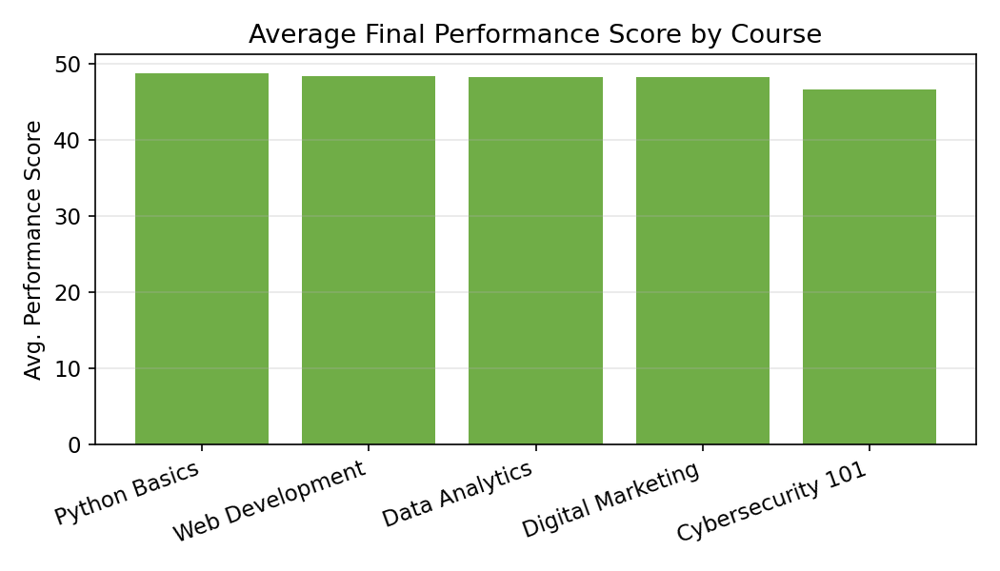 Average Final Performance Score by Course
Avg. Performance Score
50
40
30
20
10
0
Python Basics
Web Development
Data Analytics
Digital Marketing
Cybersecurity 101